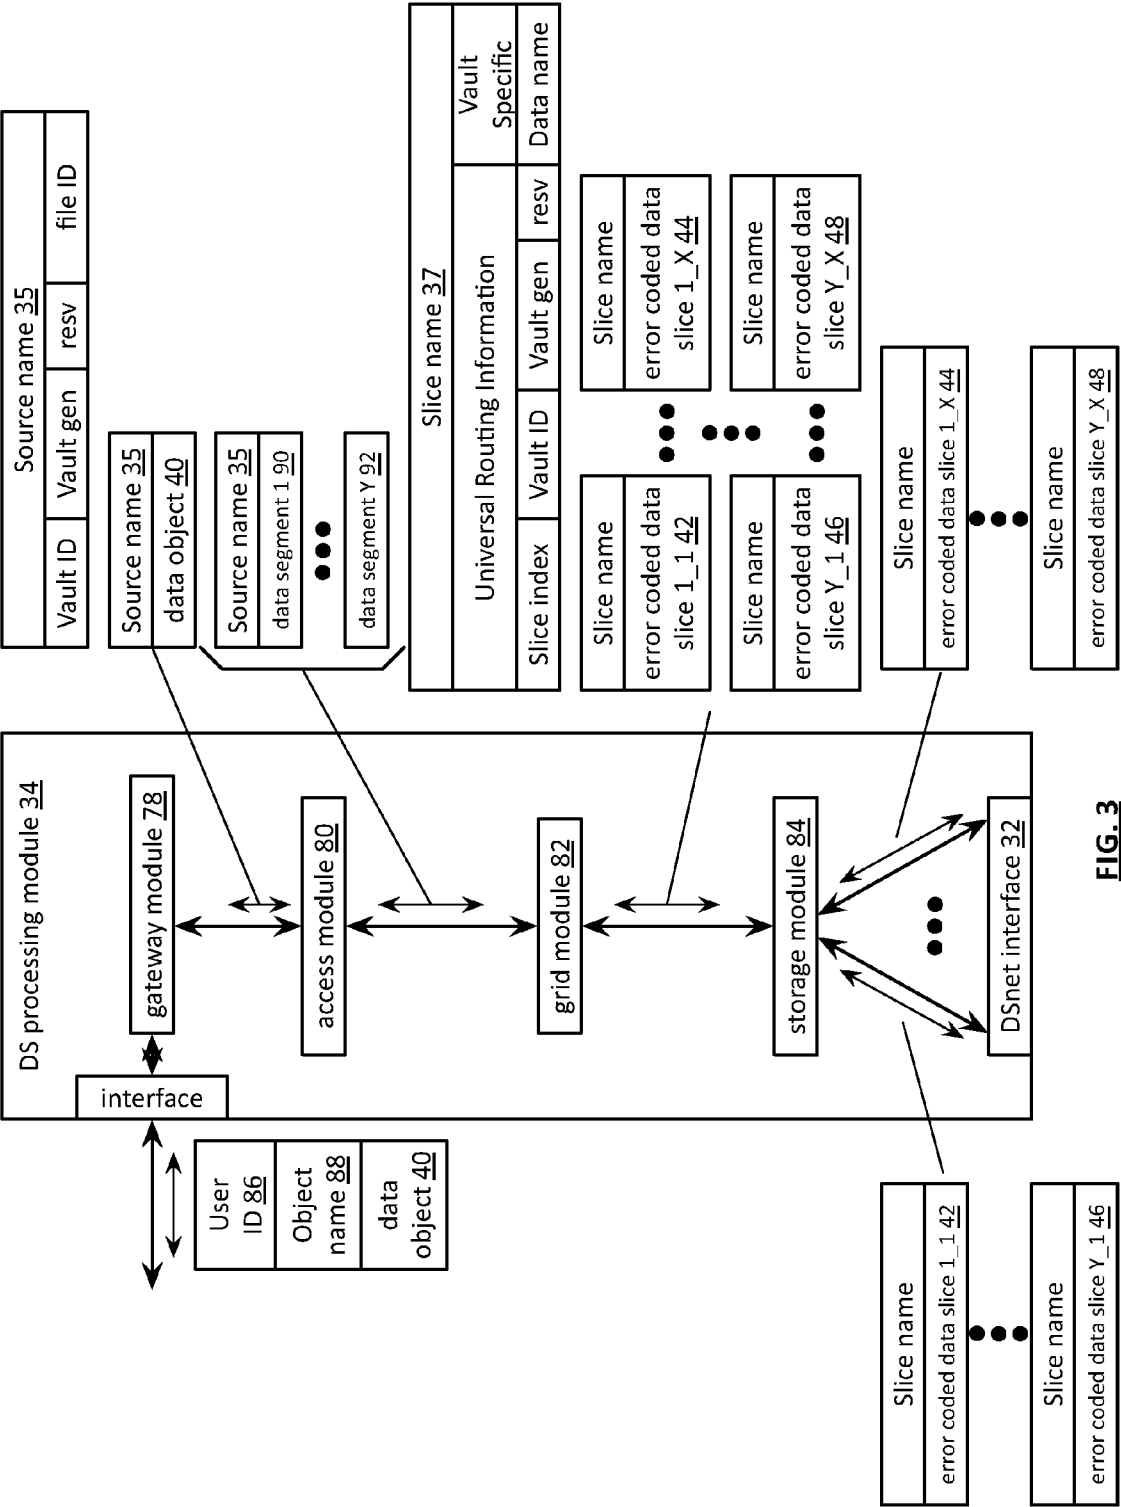 DS processing module 34
interface
gateway module 78
access module 80
grid module 82
storage module 84
DSnet interface 32
User
ID 86
Object
name 88
data
object 40
Source name 35
Vault ID
Vault gen
resv
file ID
Source name 35
data object 40
Source name 35
data segment 1 90
data segment Y 92
Slice name 37
Universal Routing Information
Vault
Specific
Slice index
Vault ID
Vault gen
resv
Data name
Slice name
error coded data
slice 1_1 42
Slice name
error coded data
slice 1_X 44
Slice name
error coded data
slice Y_1 46
Slice name
error coded data
slice Y_X 48
Slice name
error coded data slice 1_1 42
Slice name
error coded data slice Y_1 46
Slice name
error coded data slice 1_X 44
Slice name
error coded data slice Y_X 48
FIG. 3